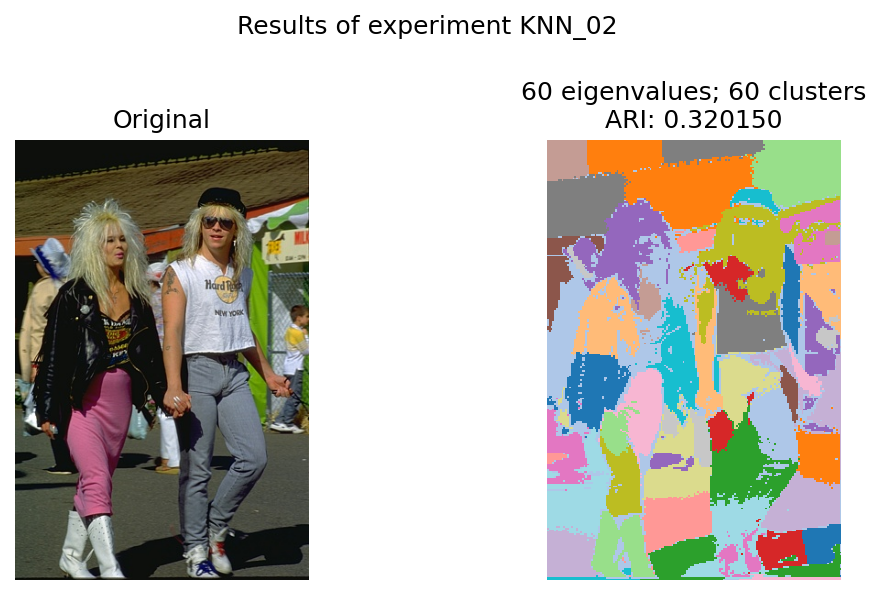 Results of experiment KNN_02
Original
60 eigenvalues; 60 clusters
ARI: 0.320150
Hard Rock
NEW YORK